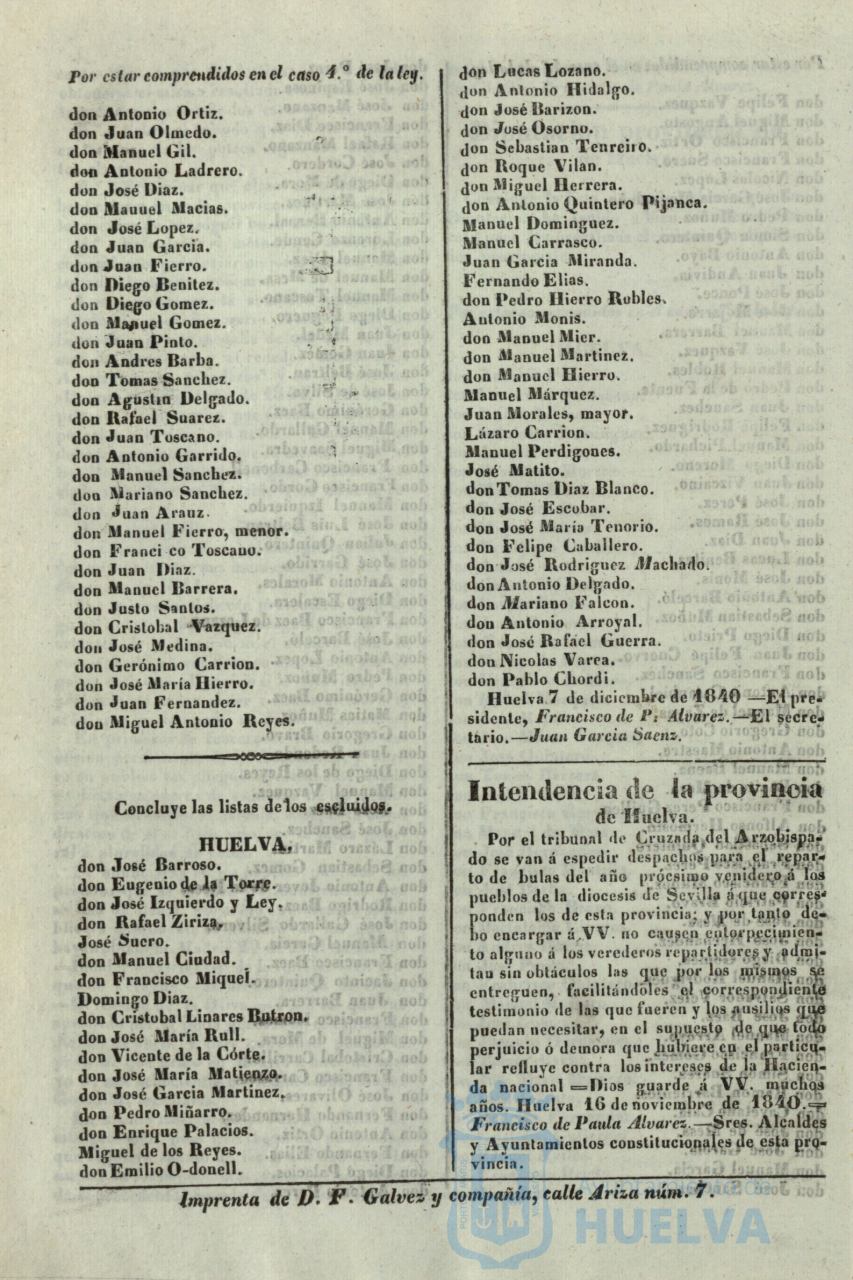 Por estar comprendidos en el caso 4.º de la ley.
don Antonio Ortiz.
don Juan Olmedo.
don Manuel Gil.
don Antonio Ladrero.
don José Diaz.
don Mauuel Macias.
don José Lopez.
don Juan Garcia.
don Juan Fierro.
don Diego Benitez.
don Diego Gomez.
don Manuel Gomez.
don Juan Pinto.
don Andres Barba.
don Tomas Sanchez.
don Agustin Delgado.
don Rafael Suarez.
don Juan Toscano.
don Antonio Garrido.
don Manuel Sanchez.
don Mariano Sanchez.
don Juan Arauz.
don Manuel Fierro, menor.
don Franci co Toscano.
don Juan Diaz.
don Manuel Barrera.
don Justo Santos.
don Cristobal Vazquez.
don José Medina.
don Gerónimo Carrion.
don José María Hierro.
don Juan Fernandez.
don Miguel Antonio Reyes.
Concluye las listas de los escluidos.
HUELVA.
don José Barroso.
don Eugenio de la Torre.
don José Izquierdo y Ley.
don Rafael Ziriza.
José Suero.
don Manuel Ciudad.
don Francisco Miquel.
Domingo Diaz.
don Cristobal Linares Butron.
don José María Rull.
don Vicente de la Córte.
don José María Matienzo.
don José Garcia Martinez.
don Pedro Miñarro.
don Enrique Palacios.
Miguel de los Reyes.
don Emilio O-donell.
don Lucas Lozano.
don Antonio Hidalgo.
don José Barizon.
don José Osorno.
don Sebastian Tenreiro.
don Roque Vilan.
don Miguel Herrera.
don Antonio Quintero Pijanca.
Manuel Dominguez.
Manuel Carrasco.
Juan Garcia Miranda.
Fernando Elias.
don Pedro Hierro Robles.
Antonio Monis.
don Manuel Mier.
don Manuel Martinez.
don Manuel Hierro.
Manuel Márquez.
Juan Morales, mayor.
Lázaro Carrion.
Manuel Perdigones.
José Matito.
don Tomas Diaz Blanco.
don José Escobar.
don José María Tenorio.
don Felipe Caballero.
don José Rodriguez Machado.
don Antonio Delgado.
don Mariano Falcon.
don Antonio Arroyal.
don José Rafael Guerra.
don Nicolas Varea.
don Pablo Chordi.
Huelva 7 de diciembre de 1840 —El pre-
sidente, Francisco de P. Alvarez.—El secre-
tario.—Juan Garcia Saenz.
Intendencia de la provincia
de Huelva.
Por el tribunal de Cruzada del Arzobispa-
do se van á espedir despachos para el repar-
to de bulas del año prócsimo venidero á los
pueblos de la diocesis de Sevilla á que corres-
ponden los de esta provincia; y por tanto de-
bo encargar á VV. no causen entorpecimien-
to alguno á los verederos repartidores y admi-
tau sin obtáculos las que por los mismos se
entreguen, facilitándoles el correspondiente
testimonio de las que fueren y los ausilios que
puedan necesitar, en el supuesto de que todo
perjuicio ó demora que hubiere en el particu-
lar refluye contra los intereses de la Hacien-
da nacional =Dios guarde á VV. muchos
años. Huelva 16 de noviembre de 1840.=
Francisco de Paula Alvarez.—Sres. Alcaldes
y Ayuntamientos constitucionales de esta pro-
vincia.
Imprenta de D. F. Galvez y compañía, calle Ariza núm. 7.
HUELVA